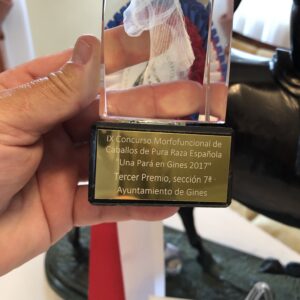 IX Concurso Morfofuncional de
Caballos de Pura Raza Española
"Una Pará en Gines 2017"
Tercer Premio, sección 7ª
Ayuntamiento de Gines